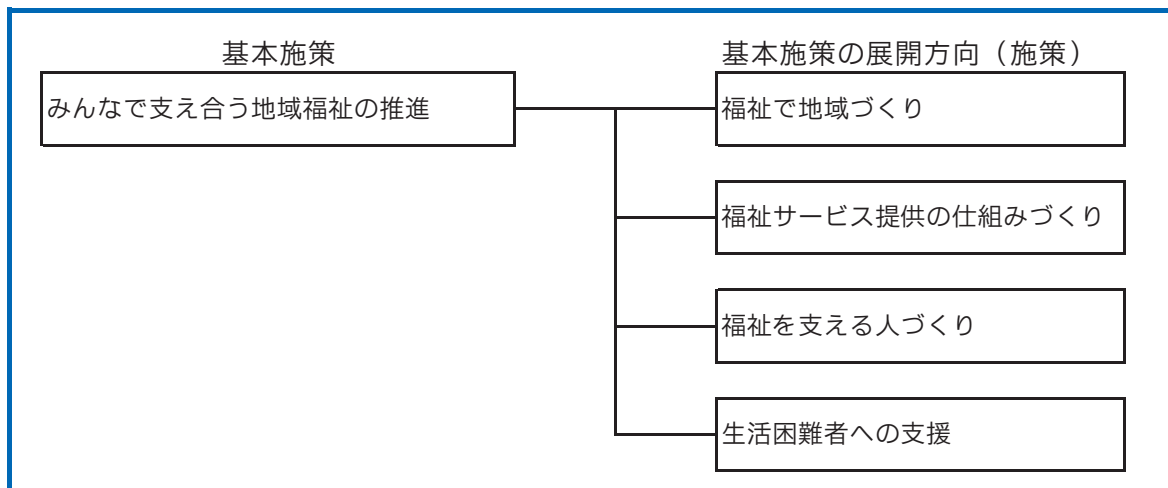 基本施策
基本施策の展開方向（施策）
みんなで支え合う地域福祉の推進
福祉で地域づくり
福祉サービス提供の仕組みづくり
福祉を支える人づくり
生活困難者への支援